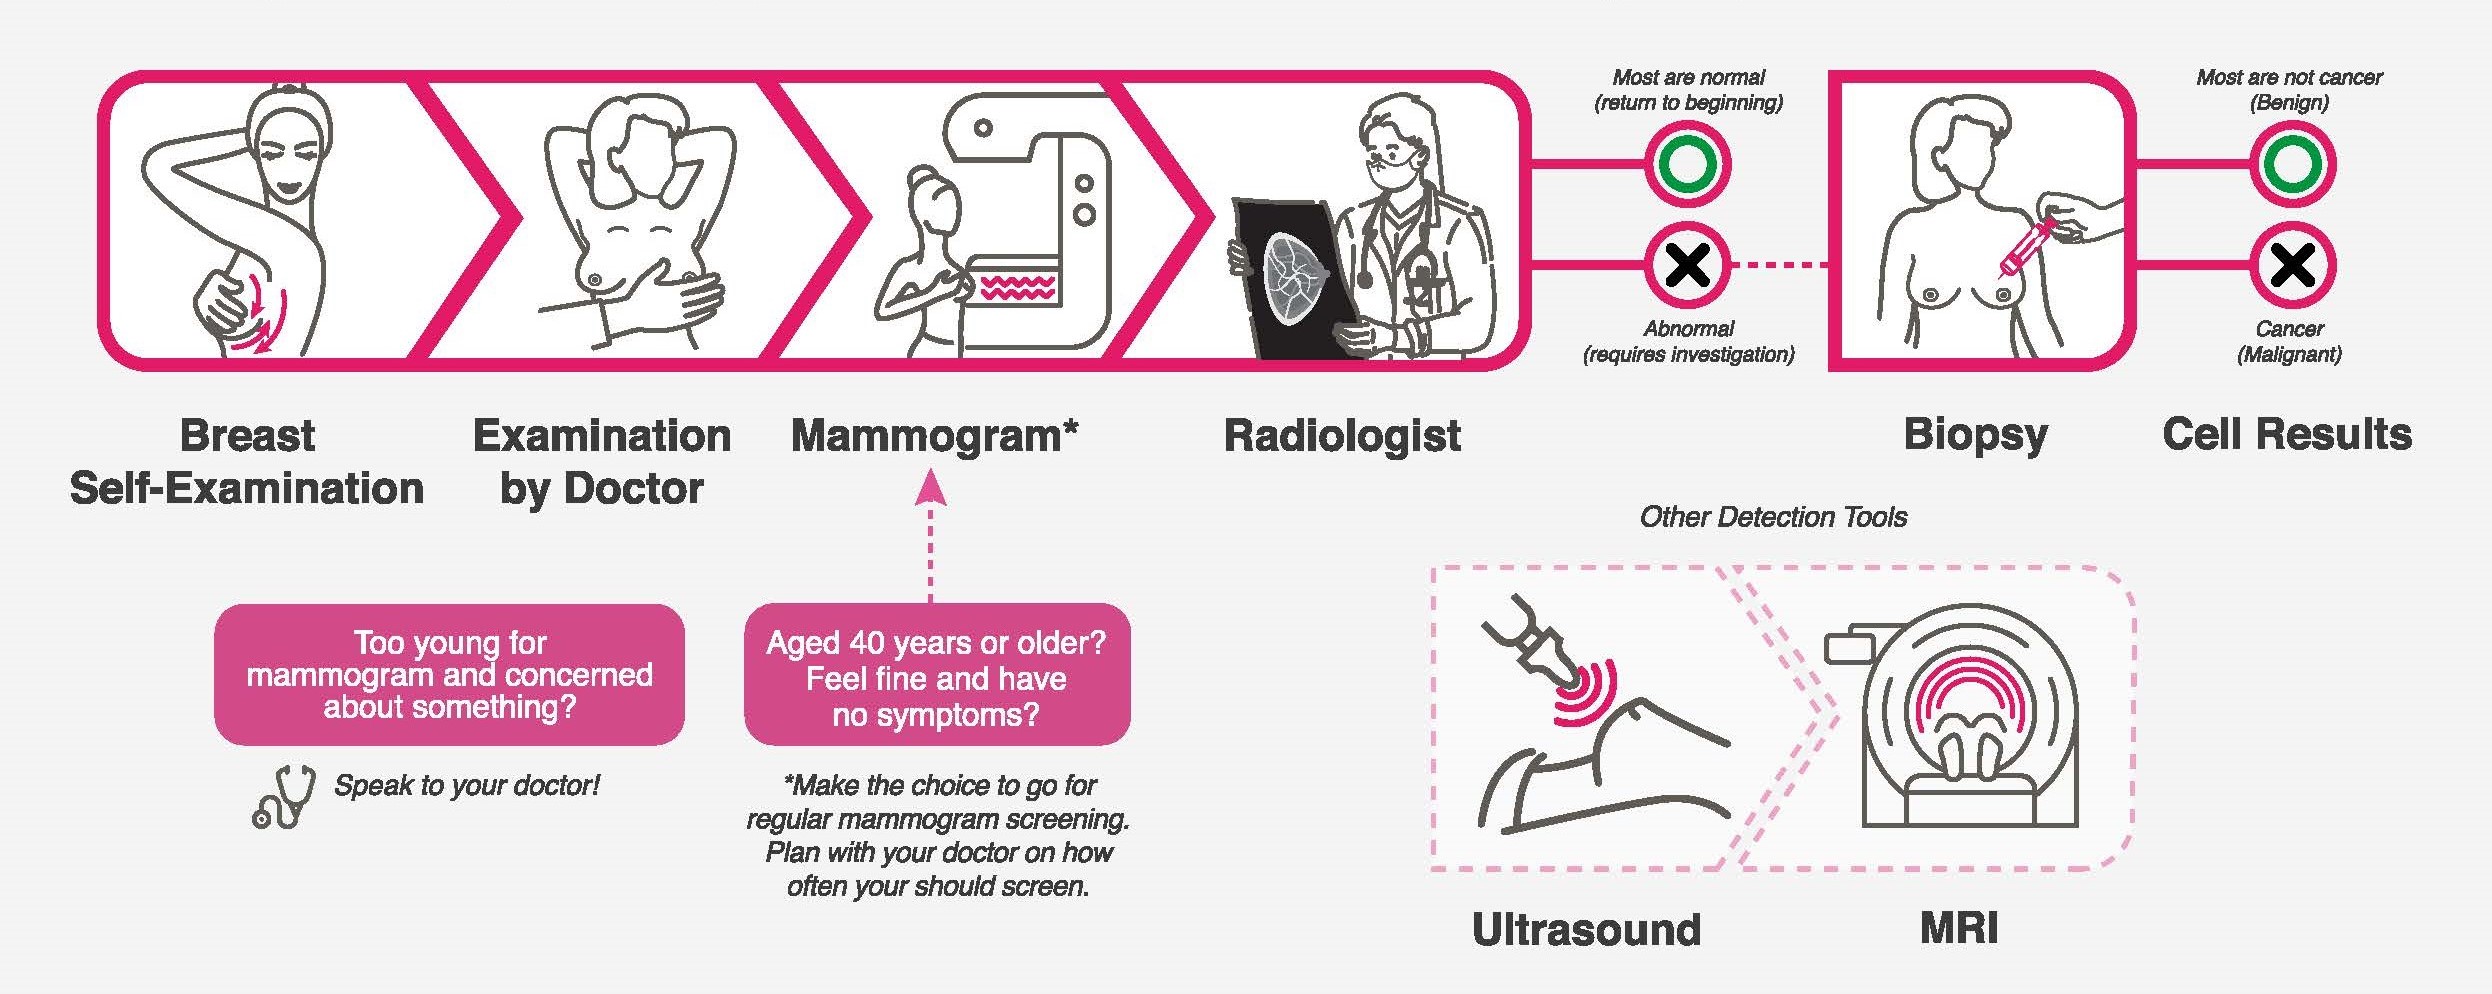 Most are normal
(return to beginning)
Abnormal
(requires investigation)
Most are not cancer
(Benign)
Cancer
(Malignant)
Breast
Self-Examination
Examination
by Doctor
Mammogram*
Radiologist
Biopsy
Cell Results
Too young for
mammogram and concerned
about something?
Speak to your doctor!
Aged 40 years or older?
Feel fine and have
no symptoms?
*Make the choice to go for
regular mammogram screening.
Plan with your doctor on how
often your should screen.
Other Detection Tools
Ultrasound
MRI